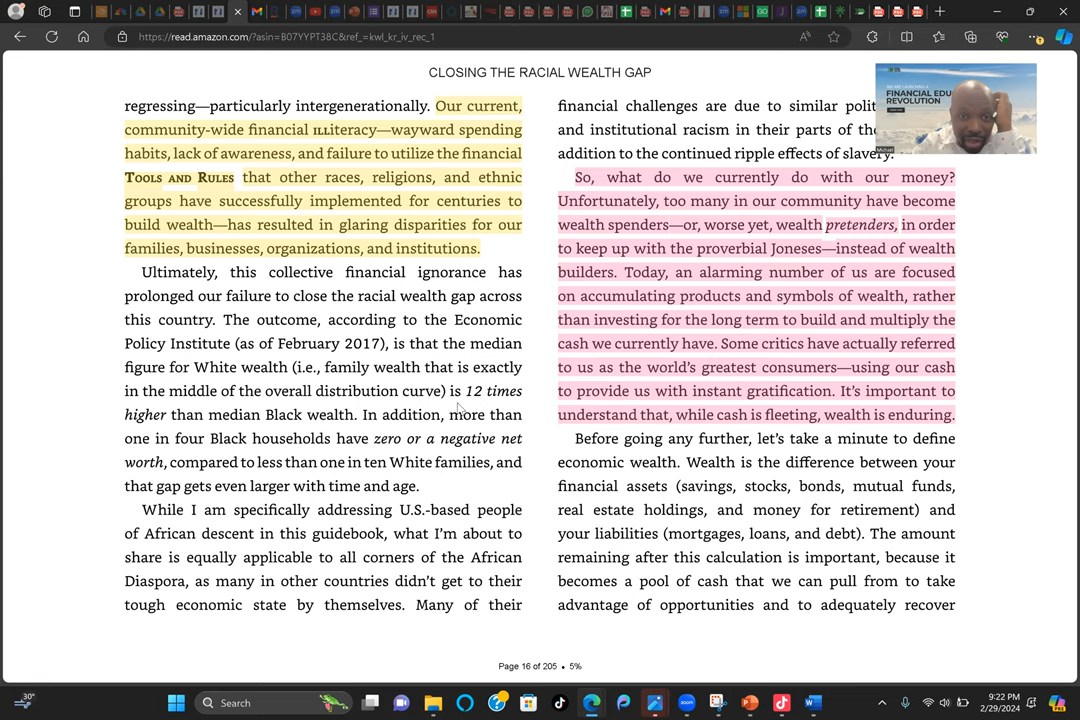 https://read.amazon.com/?asin=B07YYPT38C&ref_=kwl_kr_iv_rec_1
CLOSING THE RACIAL WEALTH GAP
regressing—particularly intergenerationally. Our current,
community-wide financial ILLiteracy—wayward spending
habits, lack of awareness, and failure to utilize the financial
TOOLS AND RULES that other races, religions, and ethnic
groups have successfully implemented for centuries to
build wealth—has resulted in glaring disparities for our
families, businesses, organizations, and institutions.
Ultimately, this collective financial ignorance has
prolonged our failure to close the racial wealth gap across
this country. The outcome, according to the Economic
Policy Institute (as of February 2017), is that the median
figure for White wealth (i.e., family wealth that is exactly
in the middle of the overall distribution curve) is 12 times
higher than median Black wealth. In addition, more than
one in four Black households have zero or a negative net
worth, compared to less than one in ten White families, and
that gap gets even larger with time and age.
While I am specifically addressing U.S.-based people
of African descent in this guidebook, what I'm about to
share is equally applicable to all corners of the African
Diaspora, as many in other countries didn't get to their
tough economic state by themselves. Many of their
financial challenges are due to similar
and institutional racism in their parts of
addition to the continued ripple effects of slavery.
So, what do we currently do with our money?
Unfortunately, too many in our community have become
wealth spenders—or, worse yet, wealth pretenders, in order
to keep up with the proverbial Joneses—instead of wealth
builders. Today, an alarming number of us are focused
on accumulating products and symbols of wealth, rather
than investing for the long term to build and multiply the
cash we currently have. Some critics have actually referred
to us as the world's greatest consumers—using our cash
to provide us with instant gratification. It's important to
understand that, while cash is fleeting, wealth is enduring.
Before going any further, let's take a minute to define
economic wealth. Wealth is the difference between your
financial assets (savings, stocks, bonds, mutual funds,
real estate holdings, and money for retirement) and
your liabilities (mortgages, loans, and debt). The amount
remaining after this calculation is important, because it
becomes a pool of cash that we can pull from to take
advantage of opportunities and to adequately recover
FINANCIAL EDU
REVOLUTION
Michael
Page 16 of 205 • 5%
30°
Search
9:22 PM
2/29/2024